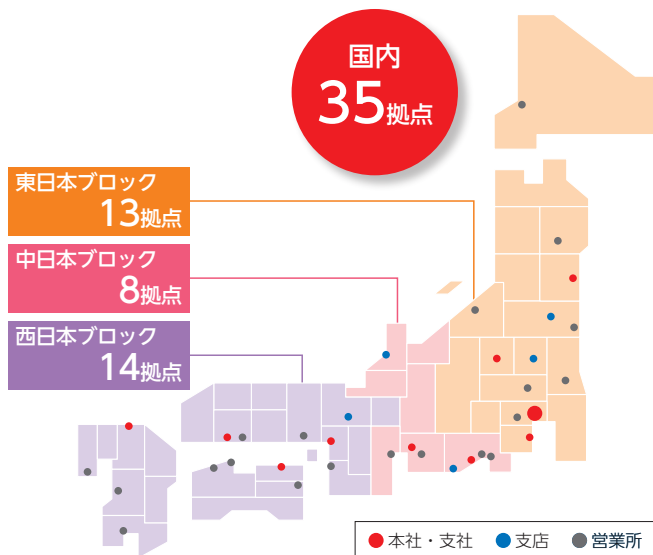 国内
35拠点
東日本ブロック
13拠点
中日本ブロック
8拠点
西日本ブロック
14拠点
本社・支社
支店
営業所